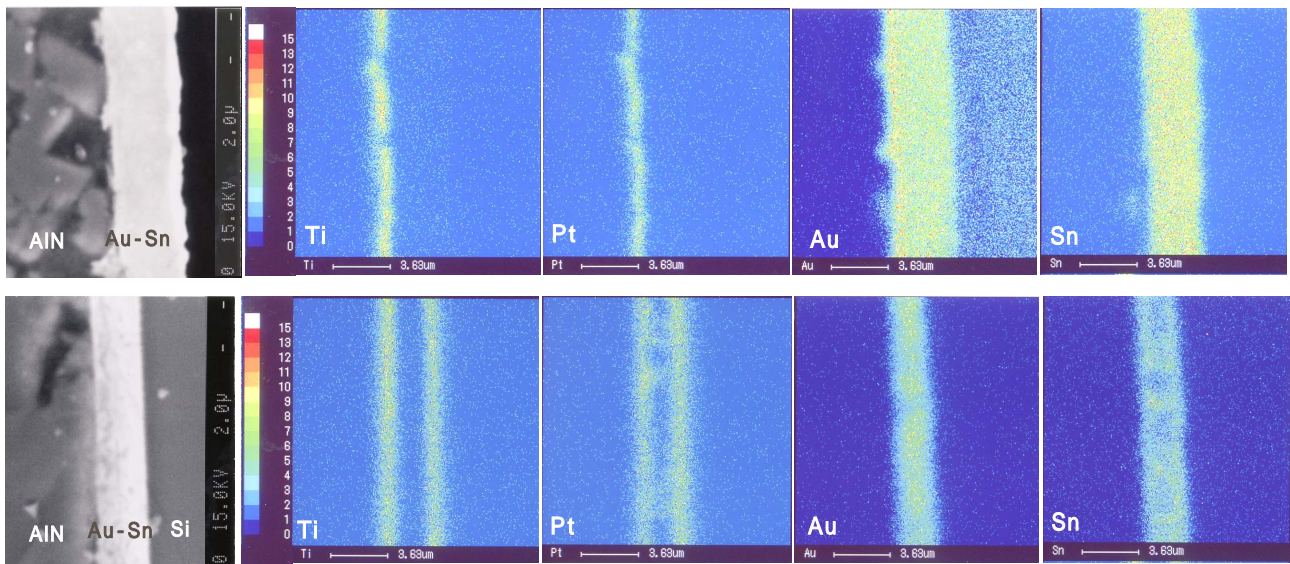 AlN
Au-Sn
0 15.0KV 2.0μ
15
13
12
11
10
9
8
7
6
5
4
3
2
1
0
Ti
Ti 3.63um
Pt
Pt 3.63um
Au
Au 3.63um
Sn
Sn 3.63um
AlN
Au-Sn
Si
0 15.0KV 2.0μ
15
13
12
11
10
9
8
7
6
5
4
3
2
1
0
Ti
Ti 3.63um
Pt
Pt 3.63um
Au
Au 3.63um
Sn
Sn 3.63um